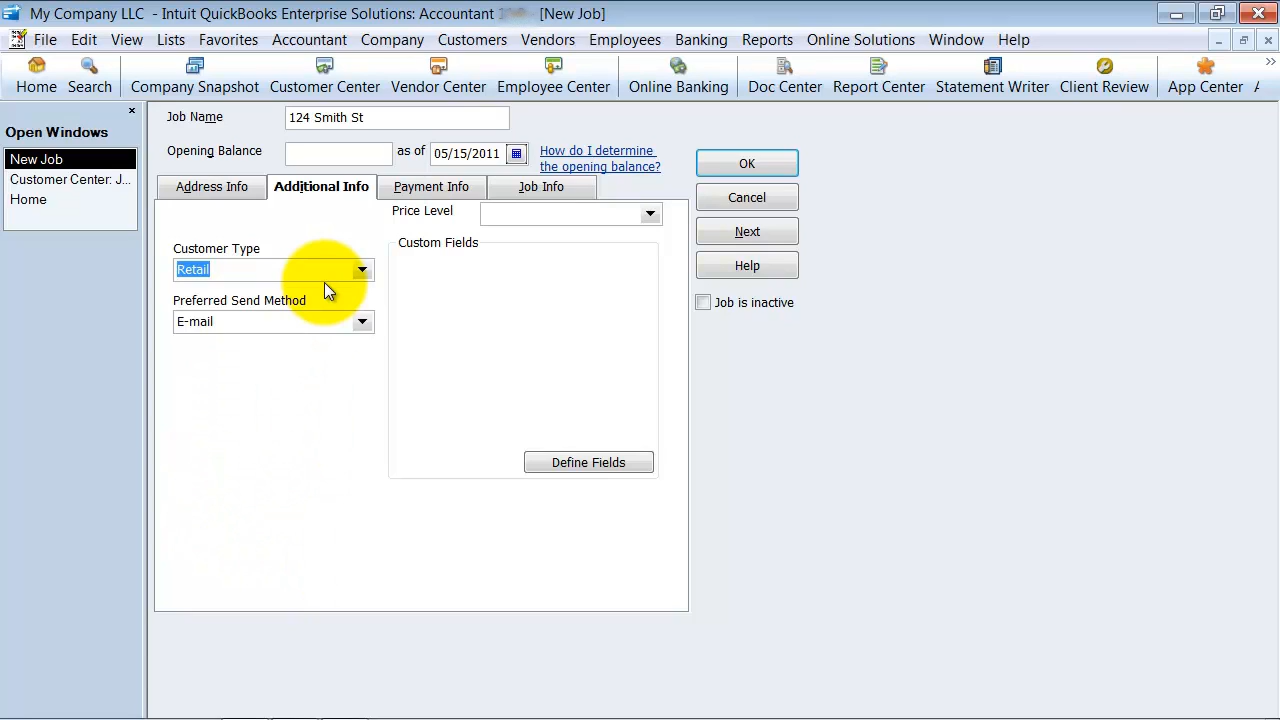 My Company LLC - Intuit QuickBooks Enterprise Solutions: Accountant - [New Job]
File Edit View Lists Favorites Accountant Company Customers Vendors Employees Banking Reports Online Solutions Window Help
Home Search Company Snapshot Customer Center Vendor Center Employee Center Online Banking Doc Center Report Center Statement Writer Client Review App Center
Open Windows
New Job
Customer Center: J...
Home
Job Name 124 Smith St
Opening Balance as of 05/15/2011 How do I determine
the opening balance?
Address Info Additional Info Payment Info Job Info
Price Level
Customer Type
Retail
Preferred Send Method
E-mail
Custom Fields
Define Fields
OK
Cancel
Next
Help
Job is inactive